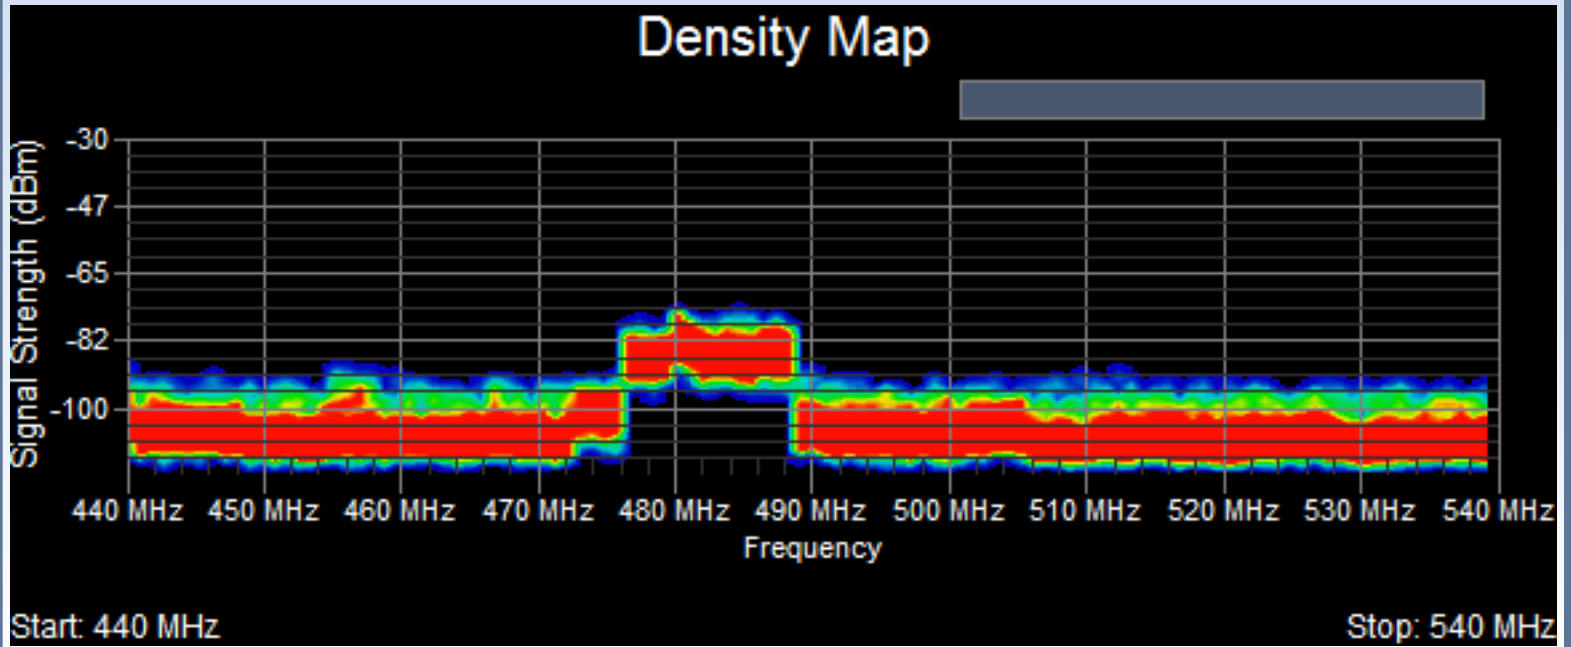 Density Map
Signal Strength (dBm)
-30
-47
-65
-82
-100
440 MHz 450 MHz 460 MHz 470 MHz 480 MHz 490 MHz 500 MHz 510 MHz 520 MHz 530 MHz 540 MHz
Frequency
Start: 440 MHz Stop: 540 MHz